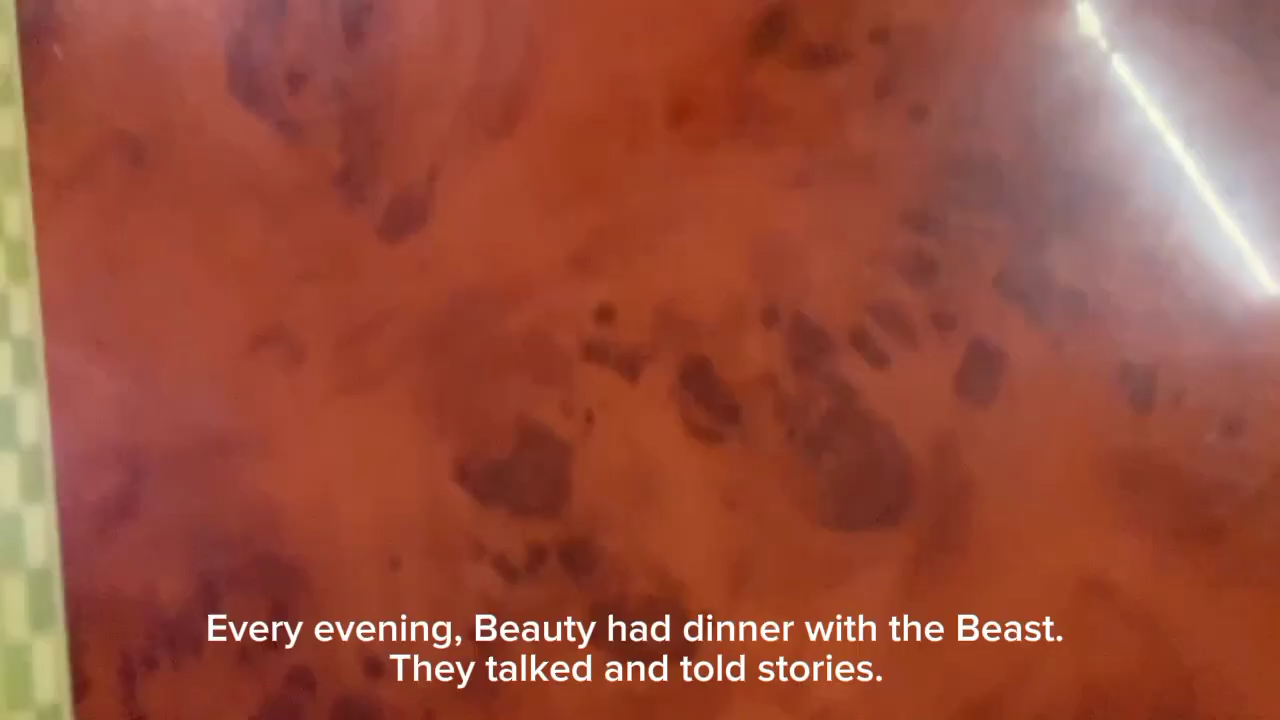 Every evening, Beauty had dinner with the Beast.
They talked and told stories.